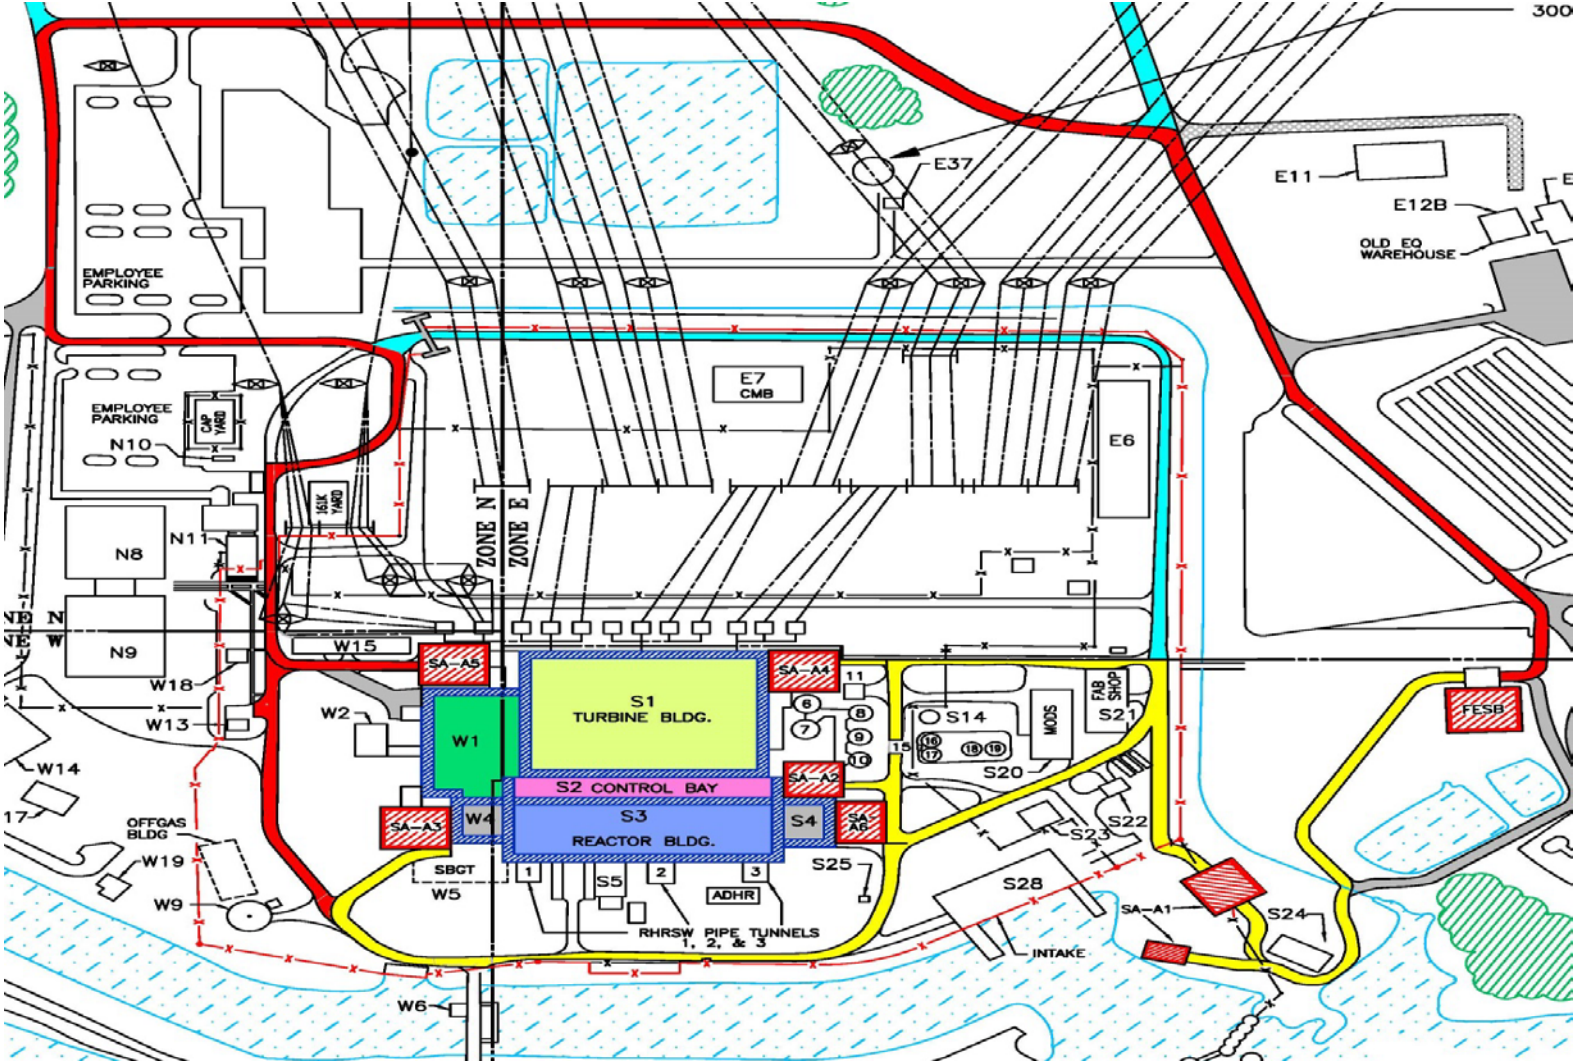 300
E37
E11
E
E12B
OLD EQ
WAREHOUSE
EMPLOYEE
PARKING
E7
CMB
EMPLOYEE
PARKING
CAP
YARD
N10
E6
161K
YARD
ZONE N
ZONE E
N11
N8
NE N
NE W
N9
W15
W18
SA-A5
SA-A4
11
FAB
SHOP
S1
TURBINE BLDG.
W2
W13
W1
6
8
7
9
10
15
S14
16
17
18
19
MODS
S21
FESB
W14
S2 CONTROL BAY
SA-A2
S20
17
SA-A3
W4
S3
REACTOR BLDG.
S4
SA-
A6
S23
S22
OFFGAS
BLDG
W19
SBGT
W5
1
S5
2
3
ADHR
S25
S28
W9
SA-A1
S24
RHRSW PIPE TUNNELS
1, 2, & 3
INTAKE
W6